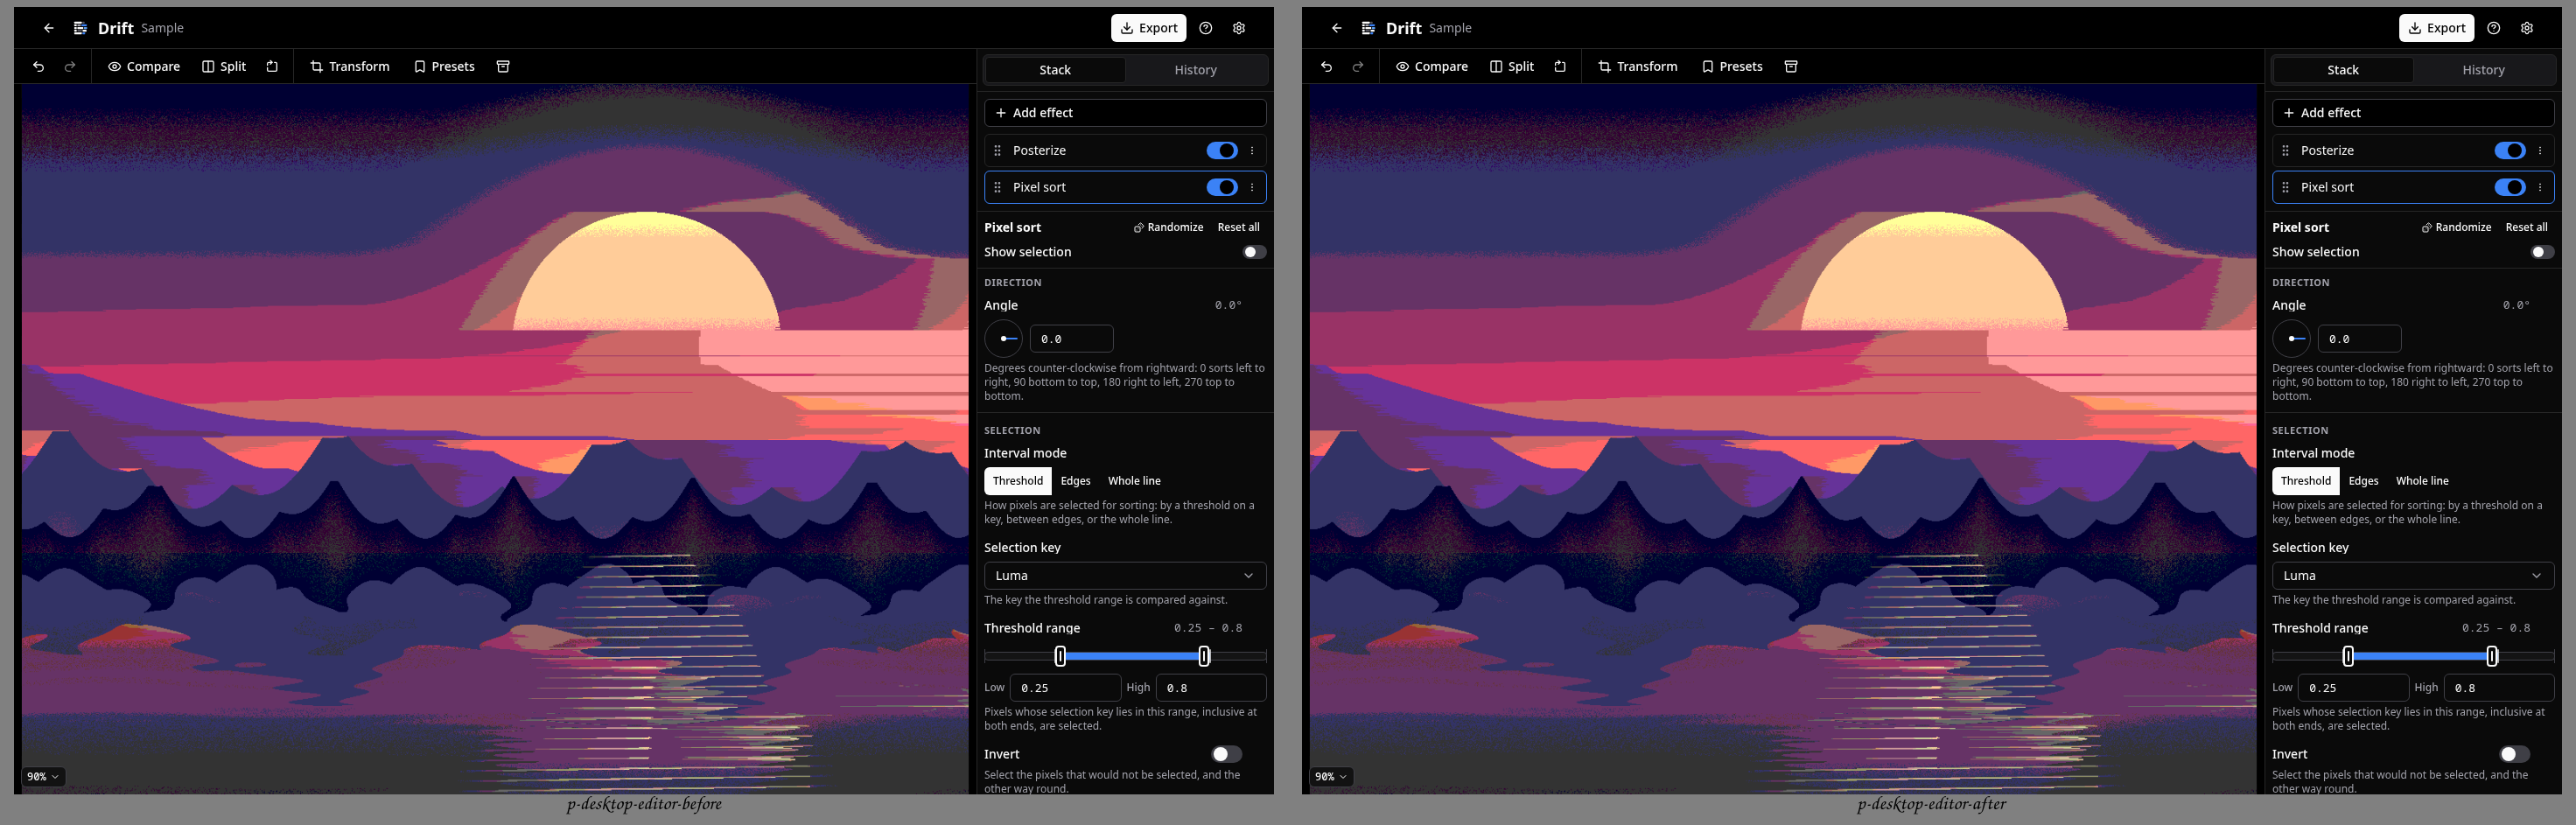 Drift Sample
Export
Compare Split Transform Presets
Stack History
Add effect
Posterize
Pixel sort
Pixel sort Randomize Reset all
Show selection
DIRECTION
Angle 0.0°
0.0
Degrees counter-clockwise from rightward: 0 sorts left to
right, 90 bottom to top, 180 right to left, 270 top to
bottom.
SELECTION
Interval mode
Threshold Edges Whole line
How pixels are selected for sorting: by a threshold on a
key, between edges, or the whole line.
Selection key
Luma
The key the threshold range is compared against.
Threshold range 0.25 – 0.8
Low 0.25 High 0.8
Pixels whose selection key lies in this range, inclusive at
both ends, are selected.
Invert
Select the pixels that would not be selected, and the
other way round.
90%
p-desktop-editor-before
Drift Sample
Export
Compare Split Transform Presets
Stack History
Add effect
Posterize
Pixel sort
Pixel sort Randomize Reset all
Show selection
DIRECTION
Angle 0.0°
0.0
Degrees counter-clockwise from rightward: 0 sorts left to
right, 90 bottom to top, 180 right to left, 270 top to
bottom.
SELECTION
Interval mode
Threshold Edges Whole line
How pixels are selected for sorting: by a threshold on a
key, between edges, or the whole line.
Selection key
Luma
The key the threshold range is compared against.
Threshold range 0.25 – 0.8
Low 0.25 High 0.8
Pixels whose selection key lies in this range, inclusive at
both ends, are selected.
Invert
Select the pixels that would not be selected, and the
other way round.
90%
p-desktop-editor-after